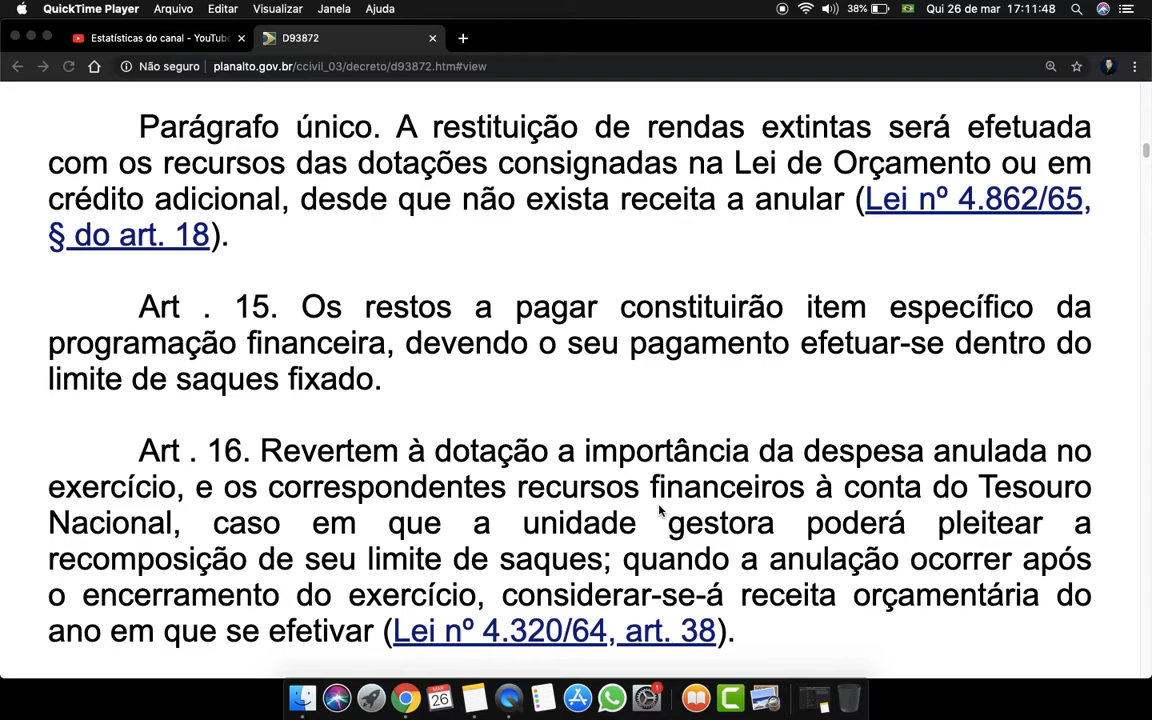 QuickTime Player Arquivo Editar Visualizar Janela Ajuda 38% Qui 26 de mar 17:11:48
Estatísticas do canal - YouTube D93872
Não seguro planalto.gov.br/ccivil_03/decreto/d93872.htm#view
Parágrafo único. A restituição de rendas extintas será efetuada
com os recursos das dotações consignadas na Lei de Orçamento ou em
crédito adicional, desde que não exista receita a anular (Lei nº 4.862/65,
§ do art. 18).
Art . 15. Os restos a pagar constituirão item específico da
programação financeira, devendo o seu pagamento efetuar-se dentro do
limite de saques fixado.
Art . 16. Revertem à dotação a importância da despesa anulada no
exercício, e os correspondentes recursos financeiros à conta do Tesouro
Nacional, caso em que a unidade gestora poderá pleitear a
recomposição de seu limite de saques; quando a anulação ocorrer após
o encerramento do exercício, considerar-se-á receita orçamentária do
ano em que se efetivar (Lei nº 4.320/64, art. 38).
MAR
26
1